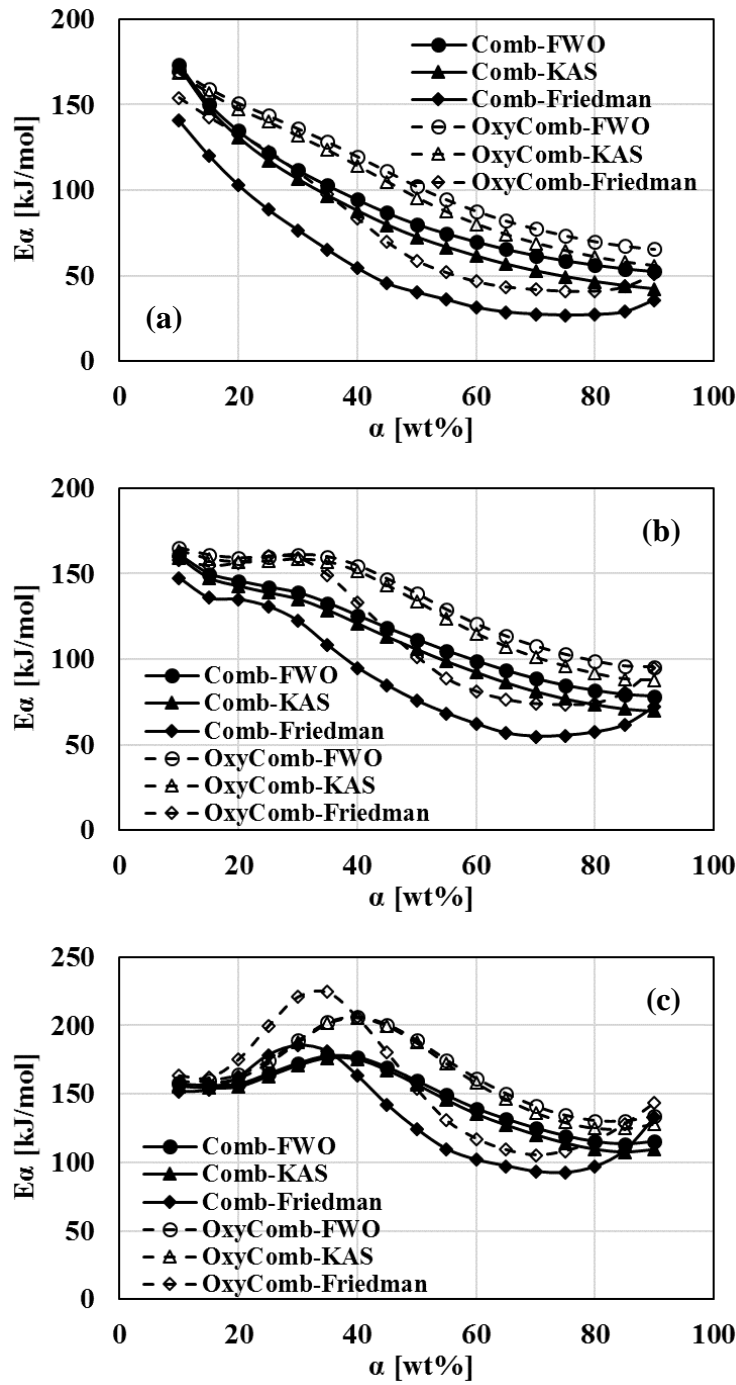 200
150
100
50
0
Eα [kJ/mol]
Comb-FWO
Comb-KAS
Comb-Friedman
OxyComb-FWO
OxyComb-KAS
OxyComb-Friedman
(a)
0 20 40 60 80 100
α [wt%]
200
150
100
50
0
Eα [kJ/mol]
(b)
Comb-FWO
Comb-KAS
Comb-Friedman
OxyComb-FWO
OxyComb-KAS
OxyComb-Friedman
0 20 40 60 80 100
α [wt%]
250
200
150
100
50
0
Eα [kJ/mol]
(c)
Comb-FWO
Comb-KAS
Comb-Friedman
OxyComb-FWO
OxyComb-KAS
OxyComb-Friedman
0 20 40 60 80 100
α [wt%]